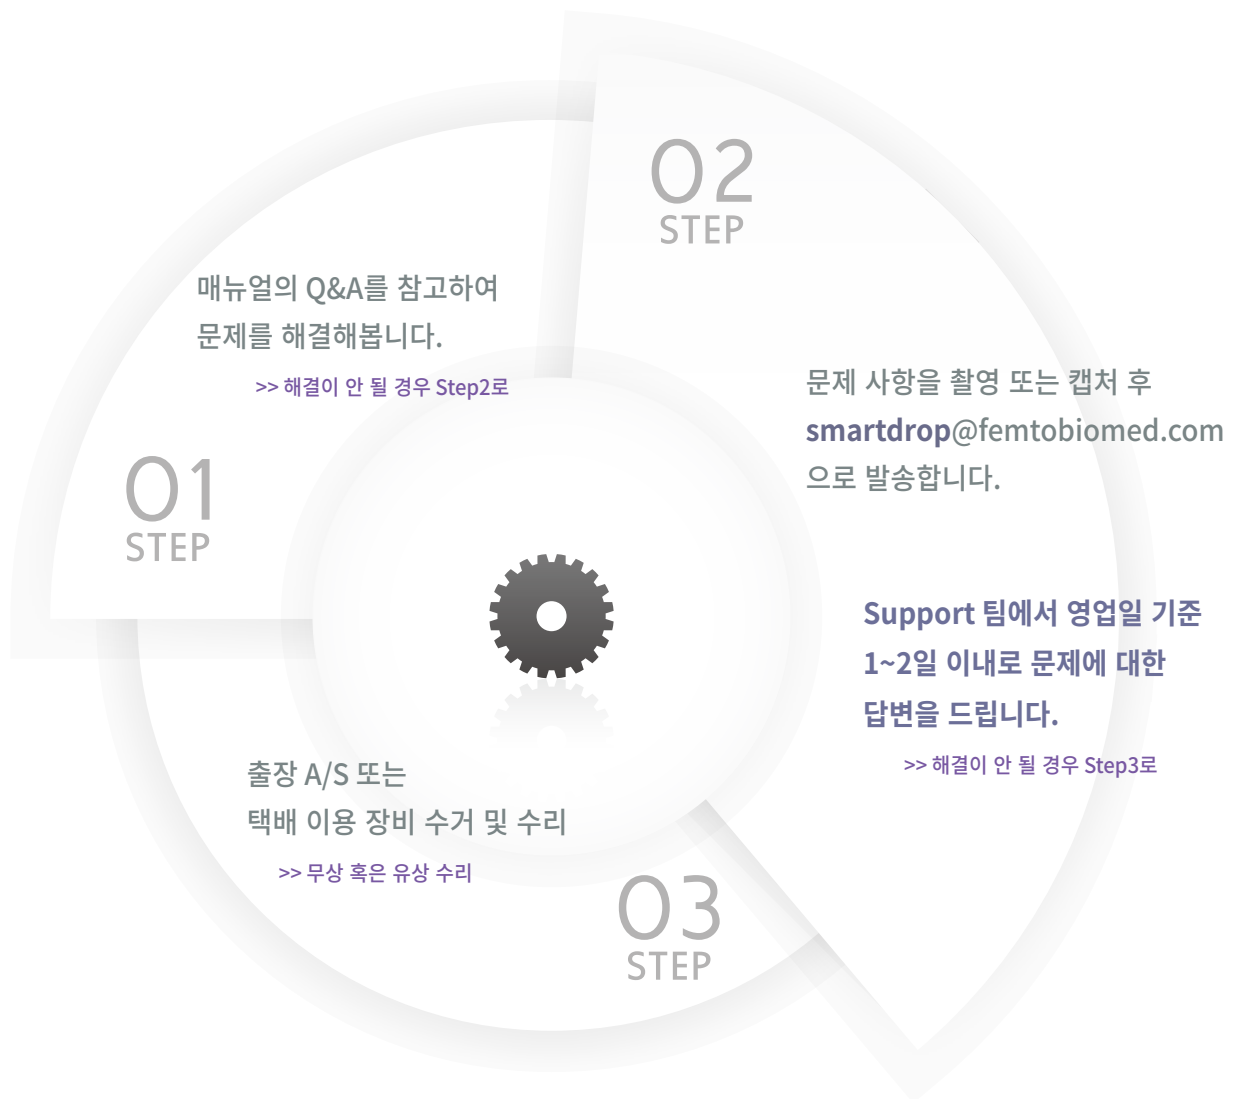 01
STEP
매뉴얼의 Q&A를 참고하여
문제를 해결해봅니다.
>> 해결이 안 될 경우 Step2로
02
STEP
문제 사항을 촬영 또는 캡처 후
smartdrop@femtobiomed.com
으로 발송합니다.
Support 팀에서 영업일 기준
1~2일 이내로 문제에 대한
답변을 드립니다.
>> 해결이 안 될 경우 Step3로
03
STEP
출장 A/S 또는
택배 이용 장비 수거 및 수리
>> 무상 혹은 유상 수리